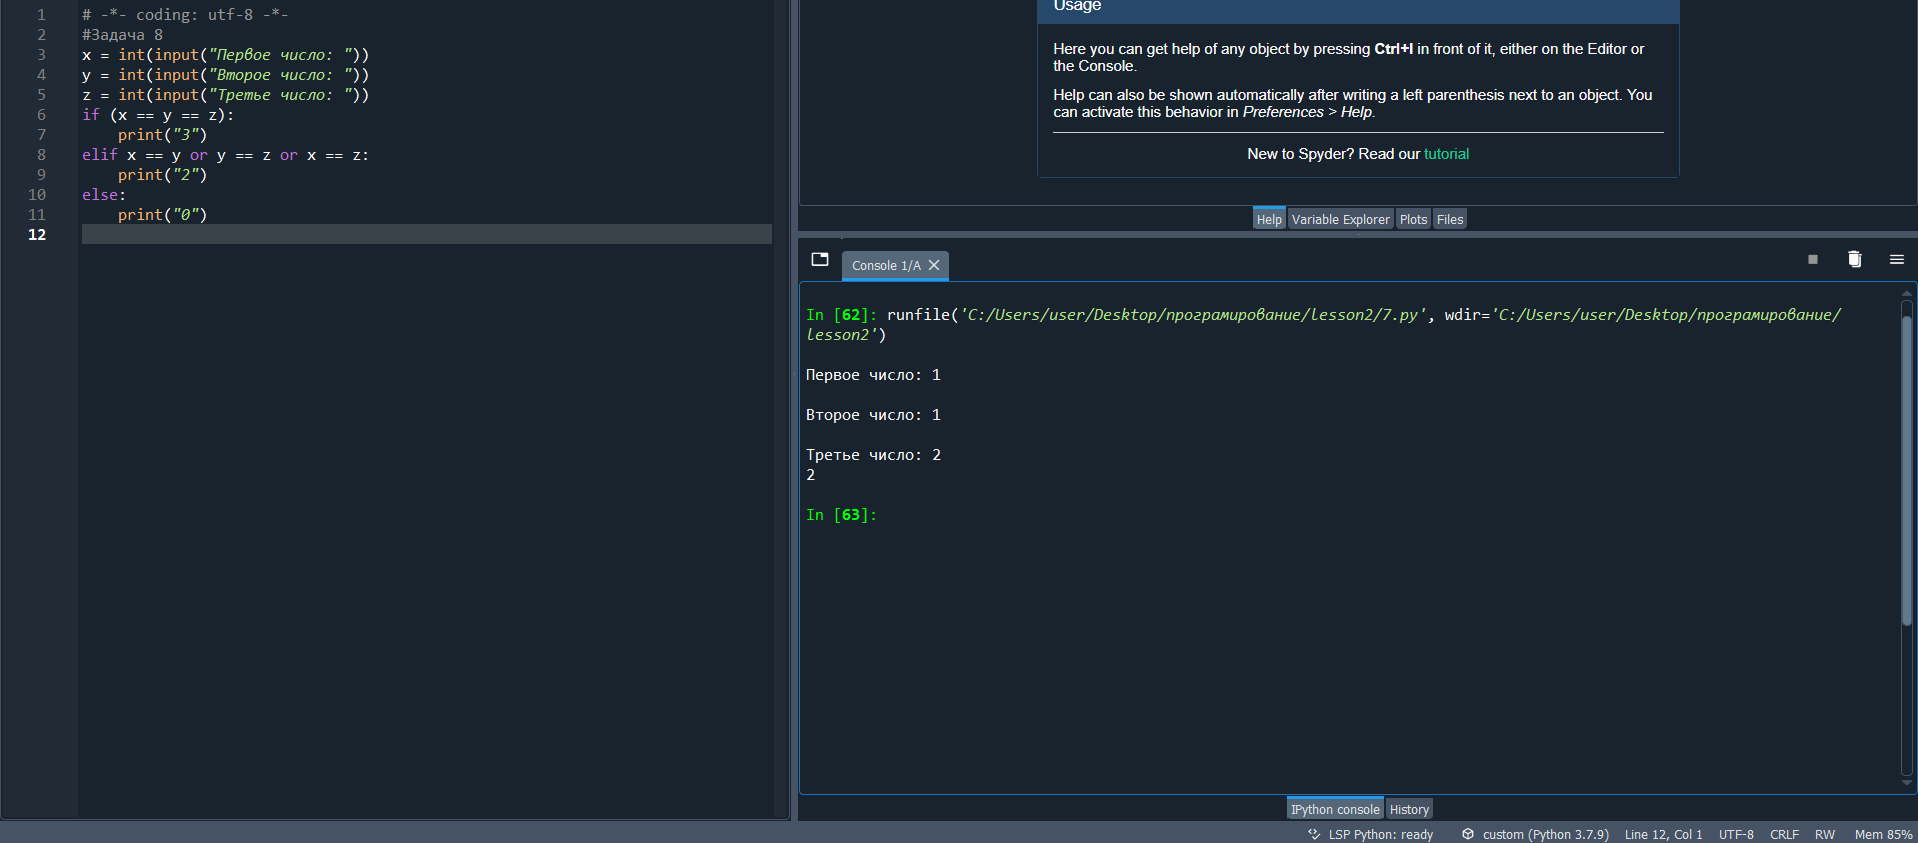 1 # -*- coding: utf-8 -*-
2 #Задача 8
3 x = int(input("Первое число: "))
4 y = int(input("Второе число: "))
5 z = int(input("Третье число: "))
6 if (x == y == z):
7 print("3")
8 elif x == y or y == z or x == z:
9 print("2")
10 else:
11 print("0")
12
Usage
Here you can get help of any object by pressing Ctrl+I in front of it, either on the Editor or
the Console.
Help can also be shown automatically after writing a left parenthesis next to an object. You
can activate this behavior in Preferences > Help.
New to Spyder? Read our tutorial
Help Variable Explorer Plots Files
Console 1/A
In [62]: runfile('C:/Users/user/Desktop/програмирование/lesson2/7.py', wdir='C:/Users/user/Desktop/програмирование/
lesson2')
Первое число: 1
Второе число: 1
Третье число: 2
2
In [63]:
IPython console History
LSP Python: ready custom (Python 3.7.9) Line 12, Col 1 UTF-8 CRLF RW Mem 85%